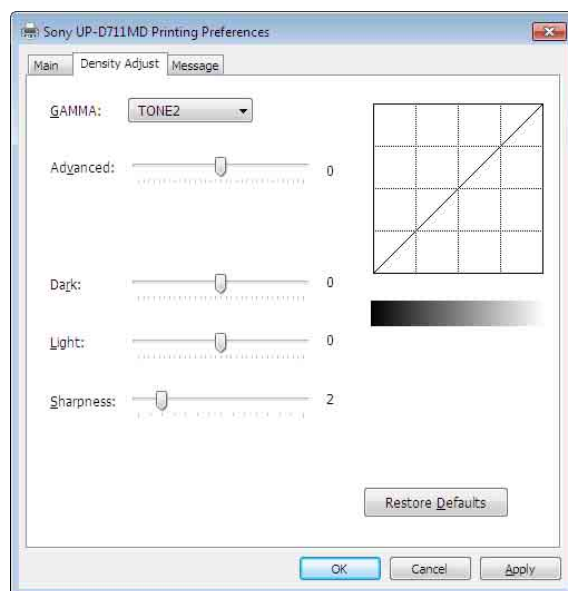 Sony UP-D711MD Printing Preferences
Main Density Adjust Message
GAMMA: TONE2
Advanced: 0
Dark: 0
Light: 0
Sharpness: 2
Restore Defaults
OK Cancel Apply